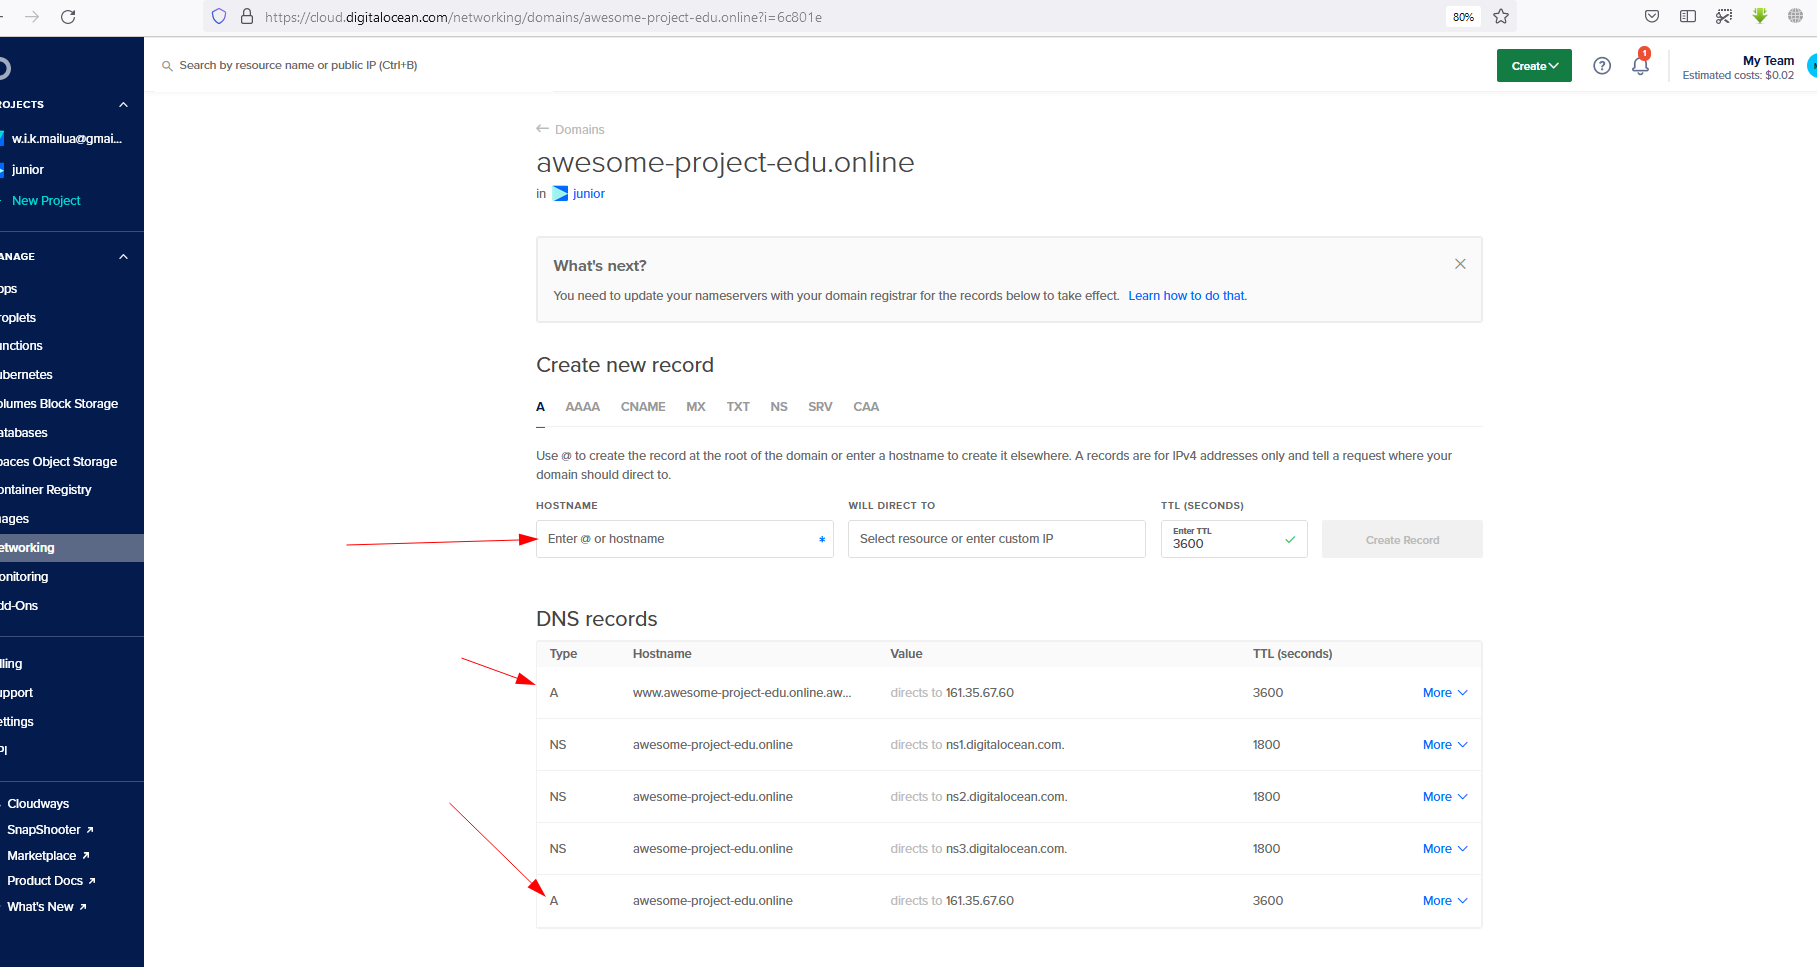 https://cloud.digitalocean.com/networking/domains/awesome-project-edu.online?i=6c801e
80%
Search by resource name or public IP (Ctrl+B)
Create
1
My Team
Estimated costs: $0.02
ROJECTS
w.i.k.mailua@gmai...
junior
New Project
ANAGE
pps
roplets
unctions
ubernetes
olumes Block Storage
atabases
paces Object Storage
ontainer Registry
nages
etworking
onitoring
dd-Ons
illing
upport
ettings
PI
Cloudways
SnapShooter
Marketplace
Product Docs
What's New
Domains
awesome-project-edu.online
in junior
What's next?
You need to update your nameservers with your domain registrar for the records below to take effect. Learn how to do that.
Create new record
A AAAA CNAME MX TXT NS SRV CAA
Use @ to create the record at the root of the domain or enter a hostname to create it elsewhere. A records are for IPv4 addresses only and tell a request where your
domain should direct to.
HOSTNAME WILL DIRECT TO TTL (SECONDS)
Enter @ or hostname * Select resource or enter custom IP Enter TTL
3600
Create Record
DNS records
Type Hostname Value TTL (seconds)
A www.awesome-project-edu.online.aw... directs to 161.35.67.60 3600 More
NS awesome-project-edu.online directs to ns1.digitalocean.com. 1800 More
NS awesome-project-edu.online directs to ns2.digitalocean.com. 1800 More
NS awesome-project-edu.online directs to ns3.digitalocean.com. 1800 More
A awesome-project-edu.online directs to 161.35.67.60 3600 More